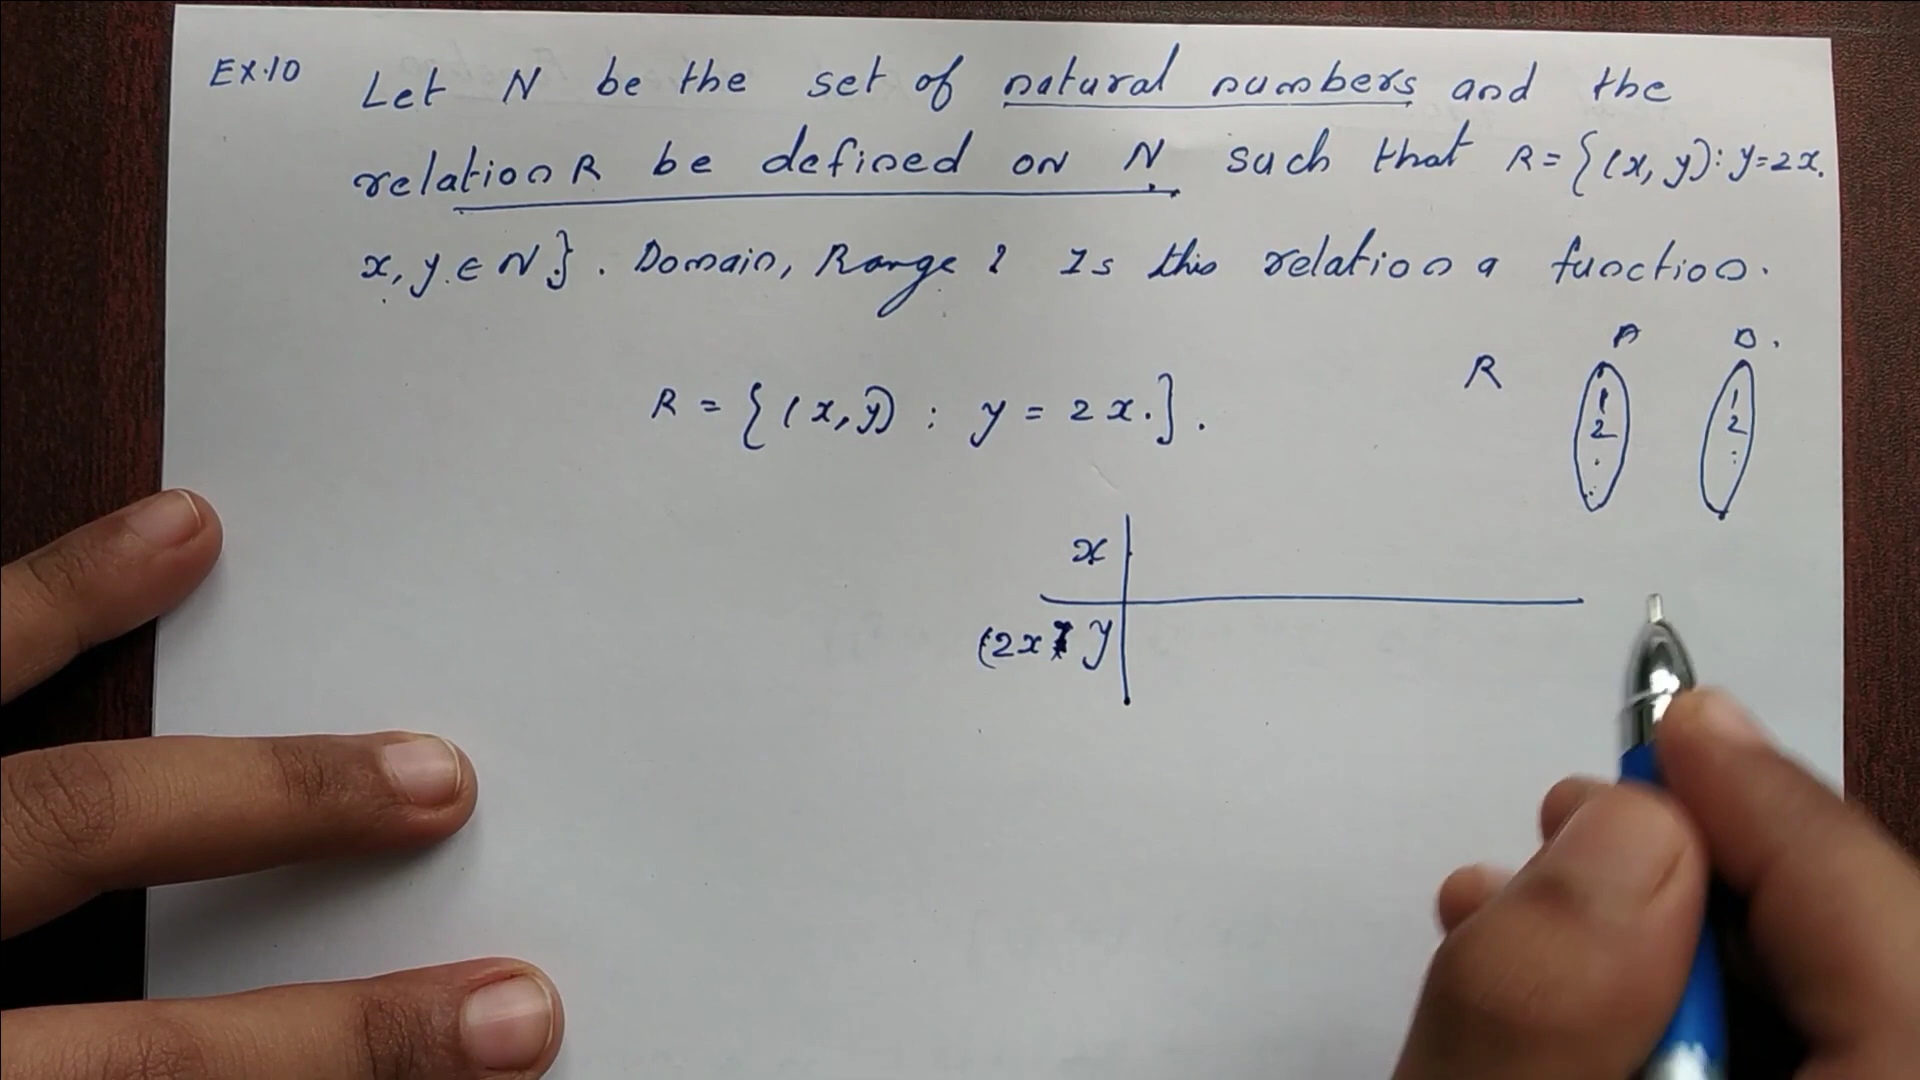 EX.10 Let N be the set of natural numbers and the
relation R be defined on N such that R = {(x, y) : y = 2x.
x, y ∈ N}. Domain, Range ? Is this relation a function.
R = {(x, y) : y = 2x.}.
R A B.
1 1
2 2
x
(2x) y